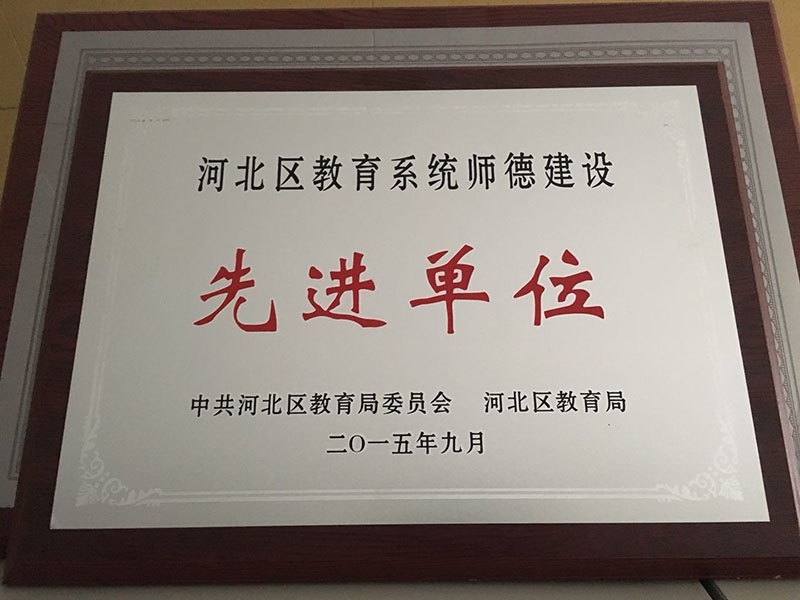 河北区教育系统师德建设
先进单位
中共河北区教育局委员会 河北区教育局
二〇一五年九月